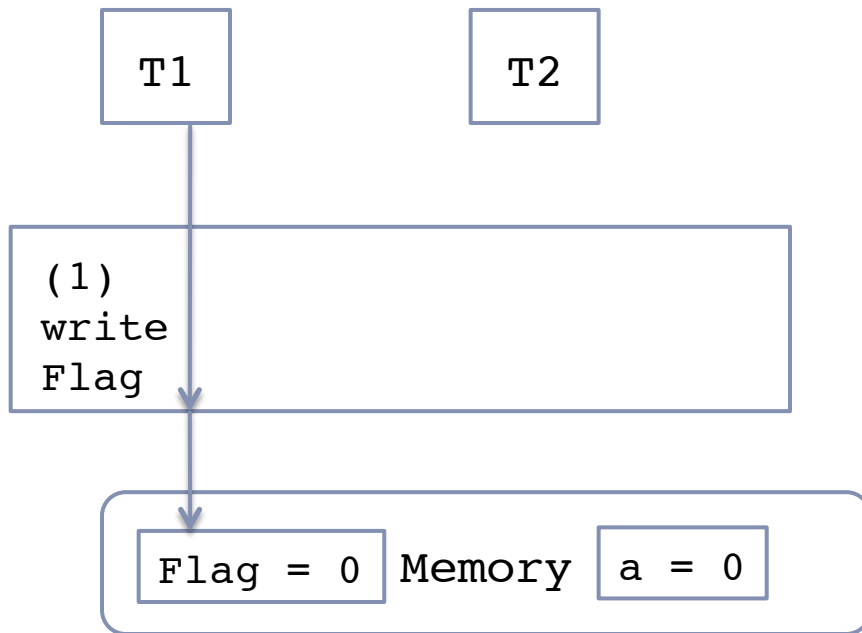 T1 T2
(1)
write
Flag
Flag = 0 Memory a = 0